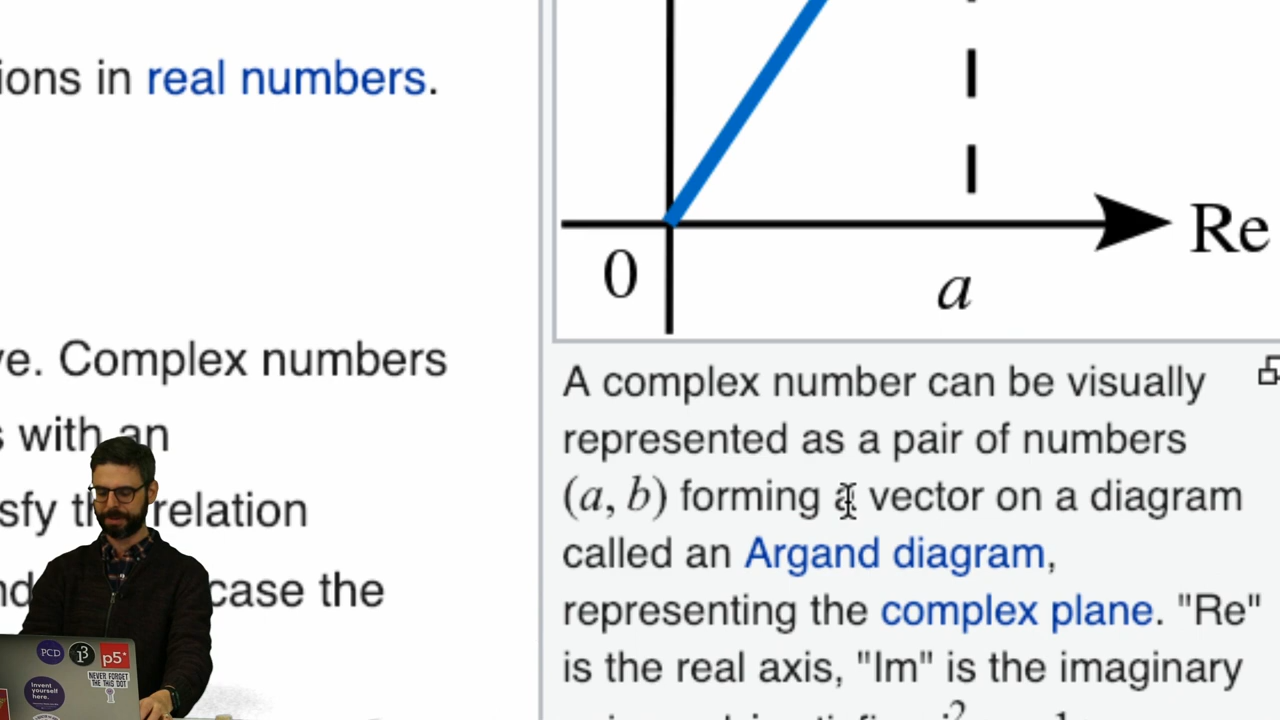 ions in real numbers.
ve. Complex numbers
s with an
sfy th relation
case the
Re
0
a
A complex number can be visually
represented as a pair of numbers
(a, b) forming a vector on a diagram
called an Argand diagram,
representing the complex plane. "Re"
is the real axis, "Im" is the imaginary
PCD
i3
p5*
NEVER FORGET
THE THIS DOT
Invent
yourself
here.